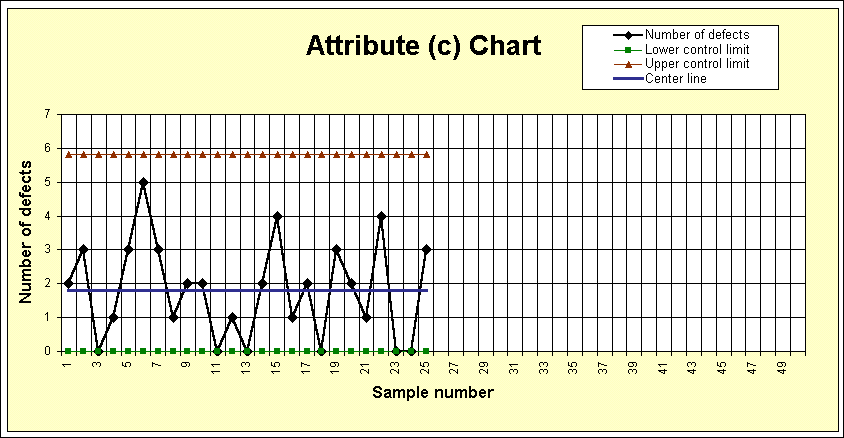 Attribute (c) Chart
Number of defects
Lower control limit
Upper control limit
Center line
Number of defects
7
6
5
4
3
2
1
0
1 3 5 7 9 11 13 15 17 19 21 23 25 27 29 31 33 35 37 39 41 43 45 47 49
Sample number